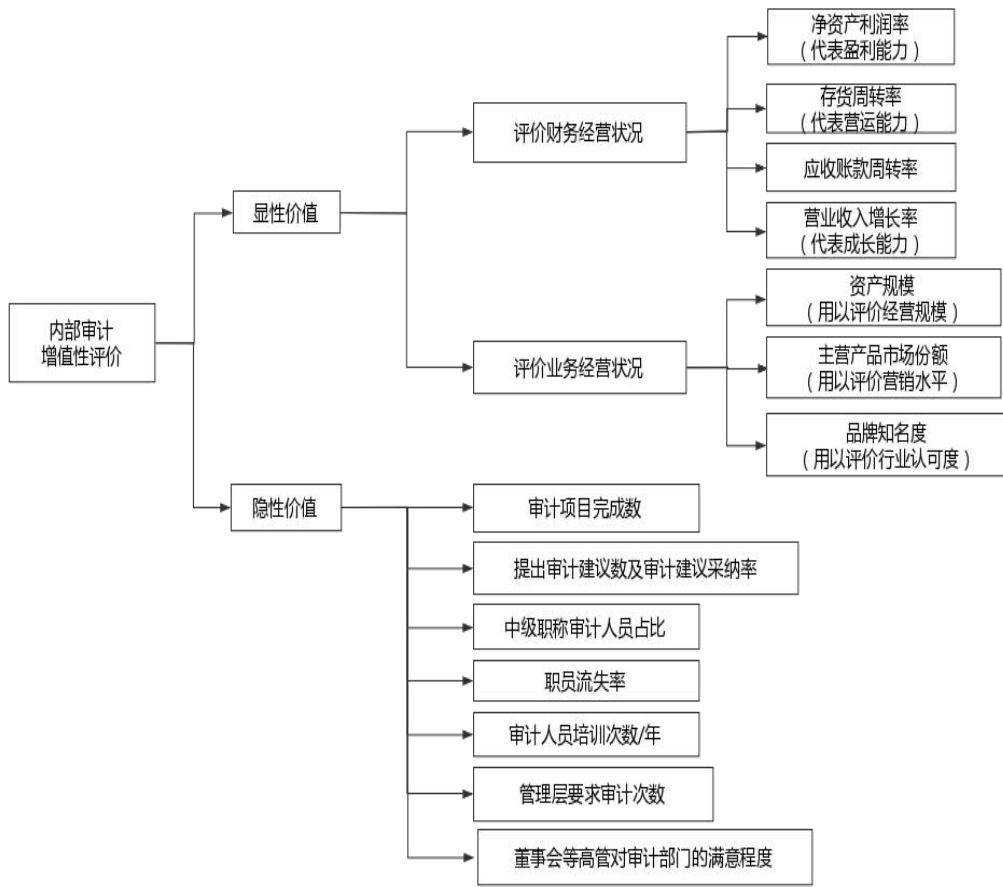 内部审计
增值性评价
显性价值
评价财务经营状况
净资产利润率
（代表盈利能力）
存货周转率
（代表营运能力）
应收账款周转率
营业收入增长率
（代表成长能力）
评价业务经营状况
资产规模
（用以评价经营规模）
主营产品市场份额
（用以评价营销水平）
品牌知名度
（用以评价行业认可度）
隐性价值
审计项目完成数
提出审计建议数及审计建议采纳率
中级职称审计人员占比
职员流失率
审计人员培训次数/年
管理层要求审计次数
董事会等高管对审计部门的满意程度